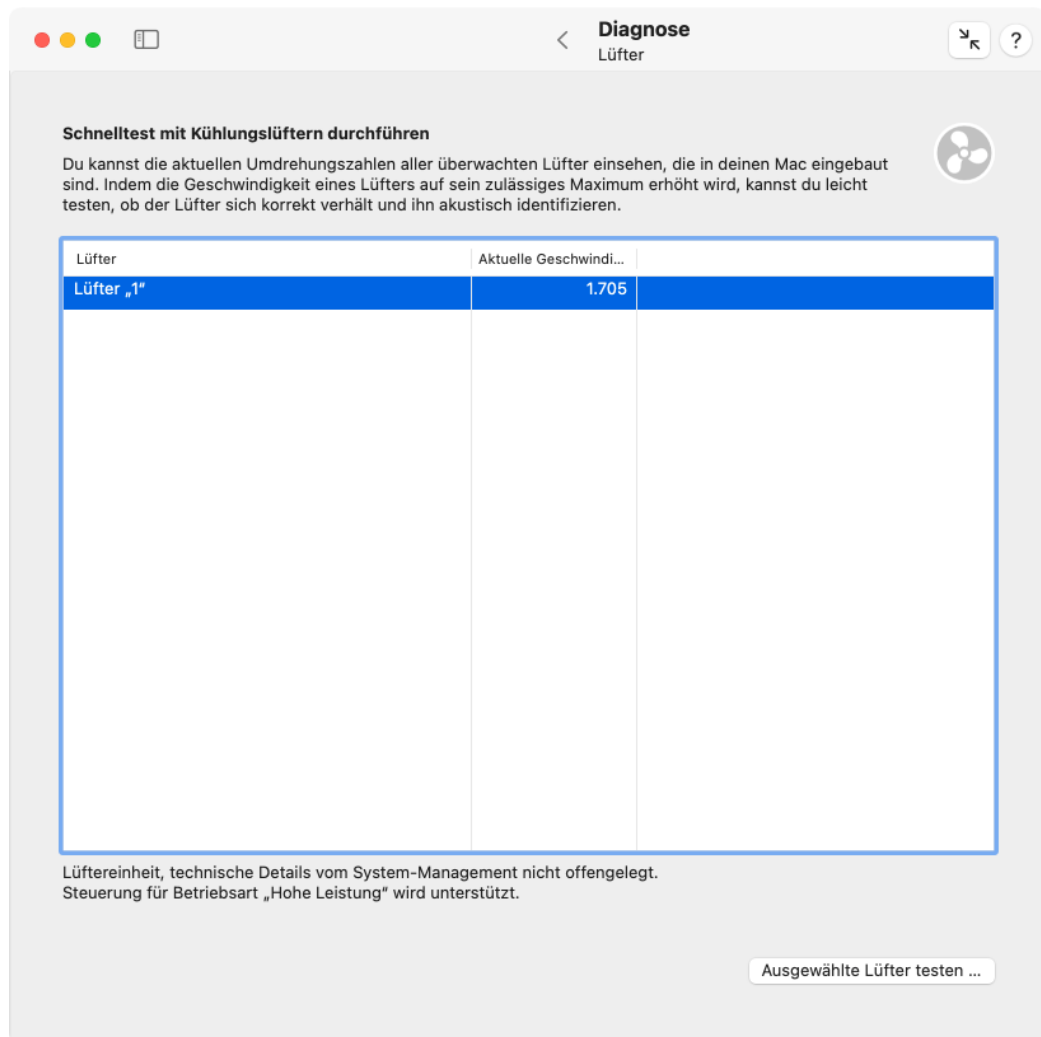 Diagnose
Lüfter
?
Schnelltest mit Kühlungslüftern durchführen
Du kannst die aktuellen Umdrehungszahlen aller überwachten Lüfter einsehen, die in deinen Mac eingebaut
sind. Indem die Geschwindigkeit eines Lüfters auf sein zulässiges Maximum erhöht wird, kannst du leicht
testen, ob der Lüfter sich korrekt verhält und ihn akustisch identifizieren.
Lüfter Aktuelle Geschwindi...
Lüfter „1“ 1.705
Lüftereinheit, technische Details vom System-Management nicht offengelegt.
Steuerung für Betriebsart „Hohe Leistung“ wird unterstützt.
Ausgewählte Lüfter testen ...